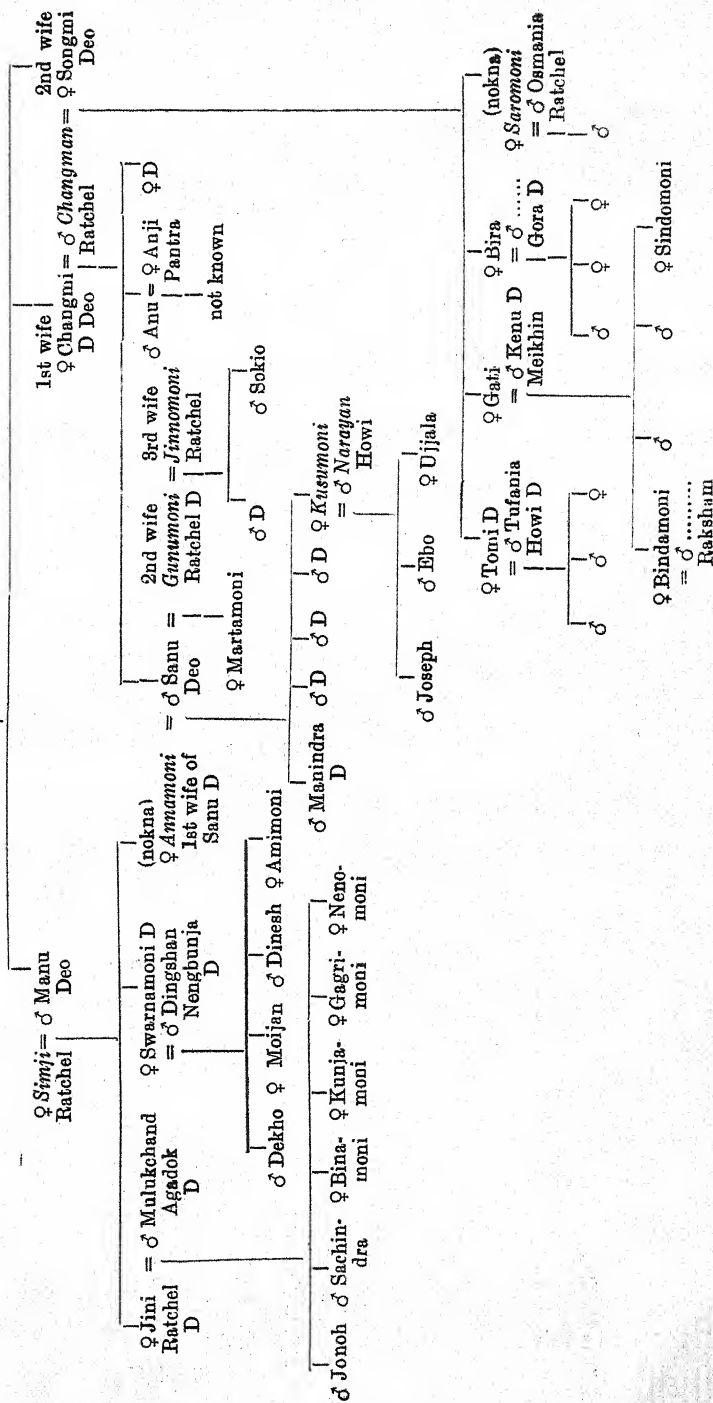 2nd wife
1st wife
♀ Simji = ♂ Manu
Ratchel Deo
♀ Changmi = ♂ Changman = ♀ Songmi
D Deo Ratchel Deo
♀ Jini = ♂ Mulukchand
Ratchel Agadok
D D
♀ Swarnamoni D
= ♂ Dingshan
Nengbunja
D
(nokna)
♀ Annamoni
1st wife of
Sanu D
= ♂ Sanu =
Deo
2nd wife
Gunumoni
Ratchel D
3rd wife
= Jinnomoni
Ratchel
♂ Anu = ♀ Anji
Pantra
♀ D
not known
♀ Martamoni
♂ D ♂ Sokio
♂ Dekho ♀ Moijan ♂ Dinesh ♀ Amimoni
♂ Manindra ♂ D ♂ D ♂ D ♀ Kusumoni
D = ♂ Narayan
Howi
♂ Jonoh ♂ Sachin- ♀ Bina- ♀ Kunja- ♀ Gagri- ♀ Neno-
dra moni moni moni moni
♂ Joseph ♂ Ebo ♀ Ujjala
♀ Tomi D
= ♂ Tufania
Howi D
♀ Gati
= ♂ Kenu D
Meikhin
♀ Bira
= ♂ ......
Gora D
(nokna)
♀ Saromoni
= ♂ Osmania
Ratchel
♂ ♂ ♀ ♂ ♀ ♀ ♂
♀ Bindamoni ♂ ♂ ♀ Sindomoni
= ♂ .........
Raksham